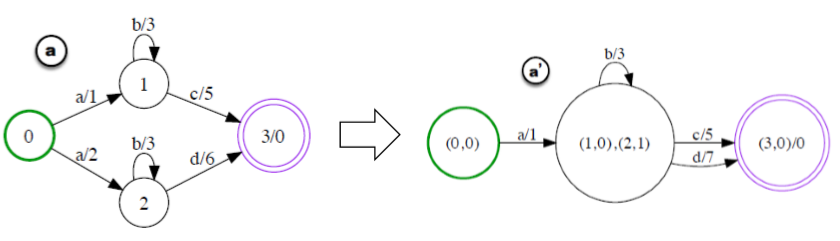 a
b/3
1
a/1
c/5
0
3/0
a/2
b/3
d/6
2
a'
b/3
(0,0)
a/1
(1,0),(2,1)
c/5
d/7
(3,0)/0